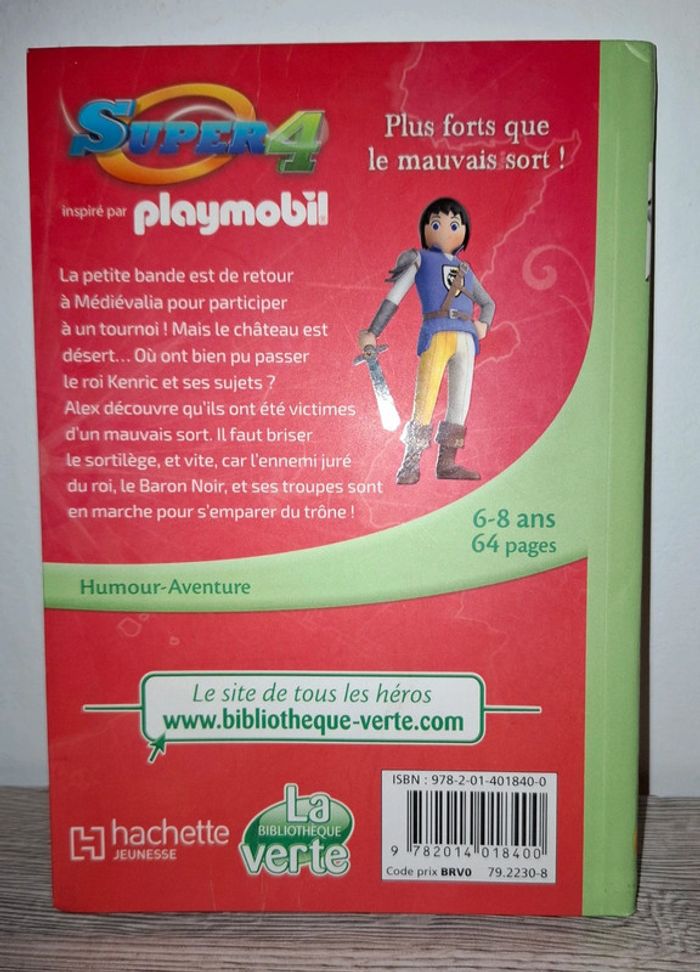 SUPER4
Plus forts que
le mauvais sort !
inspiré par playmobil
La petite bande est de retour
à Médiévalia pour participer
à un tournoi ! Mais le château est
désert... Où ont bien pu passer
le roi Kenric et ses sujets ?
Alex découvre qu'ils ont été victimes
d'un mauvais sort. Il faut briser
le sortilège, et vite, car l'ennemi juré
du roi, le Baron Noir, et ses troupes sont
en marche pour s'emparer du trône !
6-8 ans
64 pages
Humour-Aventure
Le site de tous les héros
www.bibliotheque-verte.com
hachette
JEUNESSE
La
BIBLIOTHÈQUE
verte
ISBN : 978-2-01-401840-0
9 782014 018400
Code prix BRV0 79.2230-8